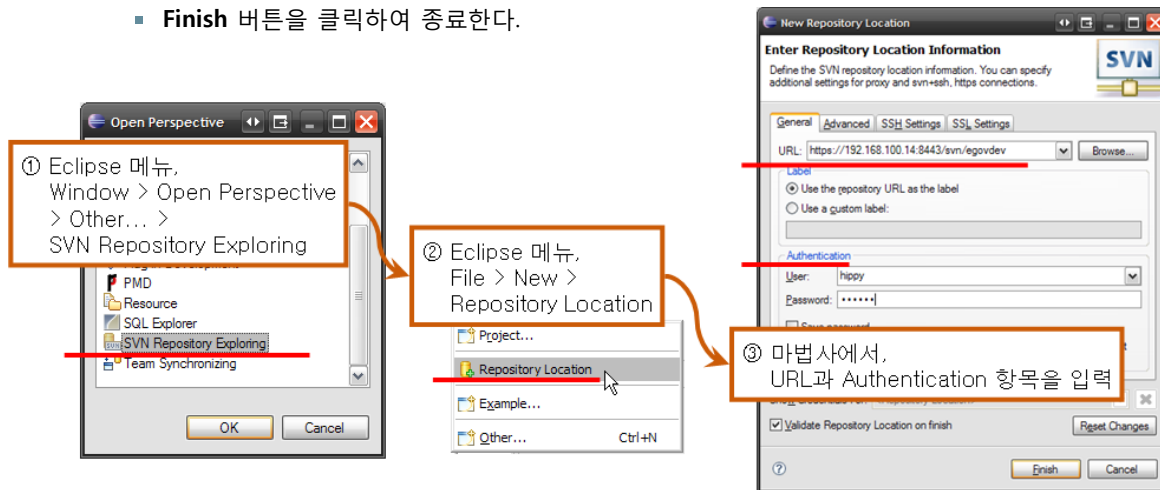 ▪ Finish 버튼을 클릭하여 종료한다.
Open Perspective
① Eclipse 메뉴,
Window > Open Perspective
> Other... >
SVN Repository Exploring
PMD
Resource
SQL Explorer
SVN Repository Exploring
Team Synchronizing
OK Cancel
② Eclipse 메뉴,
File > New >
Repository Location
Project...
Repository Location
Example...
Other... Ctrl+N
New Repository Location
Enter Repository Location Information
Define the SVN repository location information. You can specify
additional settings for proxy and svn+ssh, https connections.
SVN
General Advanced SSH Settings SSL Settings
URL: https://192.168.100.14:8443/svn/egovdev Browse...
Label
Use the repository URL as the label
Use a custom label:
Authentication
User: hippy
Password: ••••••
Save password
③ 마법사에서,
URL과 Authentication 항목을 입력
Validate Repository Location on finish Reset Changes
Finish Cancel